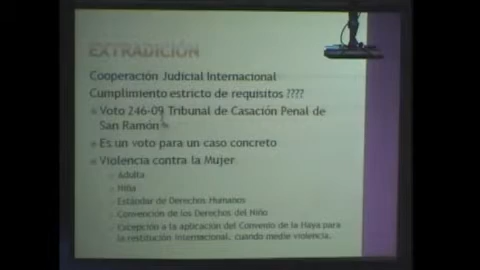 EXTRADICIÓN
Cooperación Judicial Internacional
Cumplimiento estricto de requisitos ????
Voto 246-09 Tribunal de Casación Penal de
San Ramón
Es un voto para un caso concreto
Violencia contra la Mujer
Adulta
Niña
Estándar de Derechos Humanos
Convención de los Derechos del Niño
Excepción a la aplicación del Convenio de la Haya para
la restitución internacional, cuando medie violencia.